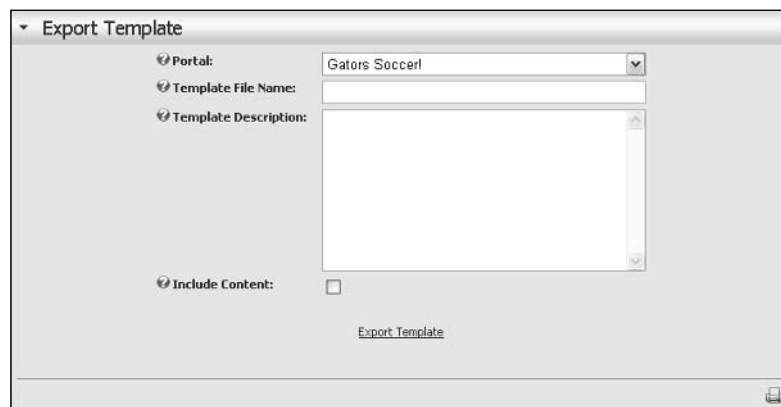 Export Template
Portal:
Gators Soccer!
Template File Name:
Template Description:
Include Content:
Export Template